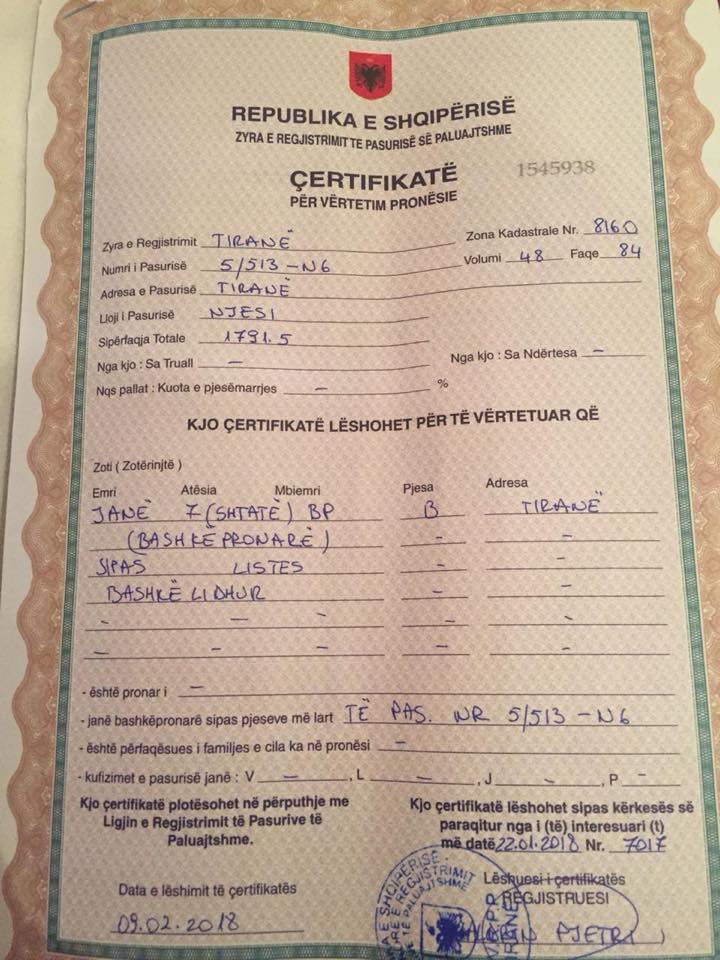 REPUBLIKA E SHQIPËRISË
ZYRA E REGJISTRIMIT TE PASURISË SË PALUAJTSHME
ÇERTIFIKATË
1545938
PËR VËRTETIM PRONËSIE
Zyra e Regjistrimit TIRANË Zona Kadastrale Nr. 8160
Numri i Pasurisë 5/513-N6 Volumi 48 Faqe 84
Adresa e Pasurisë TIRANË
Lloji i Pasurisë NJESI
Sipërfaqja Totale 1791.5
Nga kjo : Sa Truall – Nga kjo : Sa Ndërtesa –
Nqs pallat : Kuota e pjesëmarrjes – %
KJO ÇERTIFIKATË LËSHOHET PËR TË VËRTETUAR QË
Zoti ( Zotërinjtë )
Emri Atësia Mbiemri Pjesa Adresa
JANË 7 (SHTATË) BP B TIRANË
(BASHKËPRONARË) - -
SIPAS LISTES - -
BASHKË LIDHUR - -
- - - - -
- - - - -
- është pronar i –
- janë bashkëpronarë sipas pjeseve më lart TË PAS. NR 5/513-N6
- është përfaqësues i familjes e cila ka në pronësi –
- kufizimet e pasurisë janë : V – , L – , J – , P –
Kjo çertifikatë plotësohet në përputhje me
Ligjin e Regjistrimit të Pasurive të
Paluajtshme.
Kjo çertifikatë lëshohet sipas kërkesës së
paraqitur nga i (të) interesuari (t)
më datë 22.01.2018 Nr. 7017
Data e lëshimit të çertifikatës
09.02.2018
Lëshuesi i çertifikatës
REGJISTRUESI
PJETRI